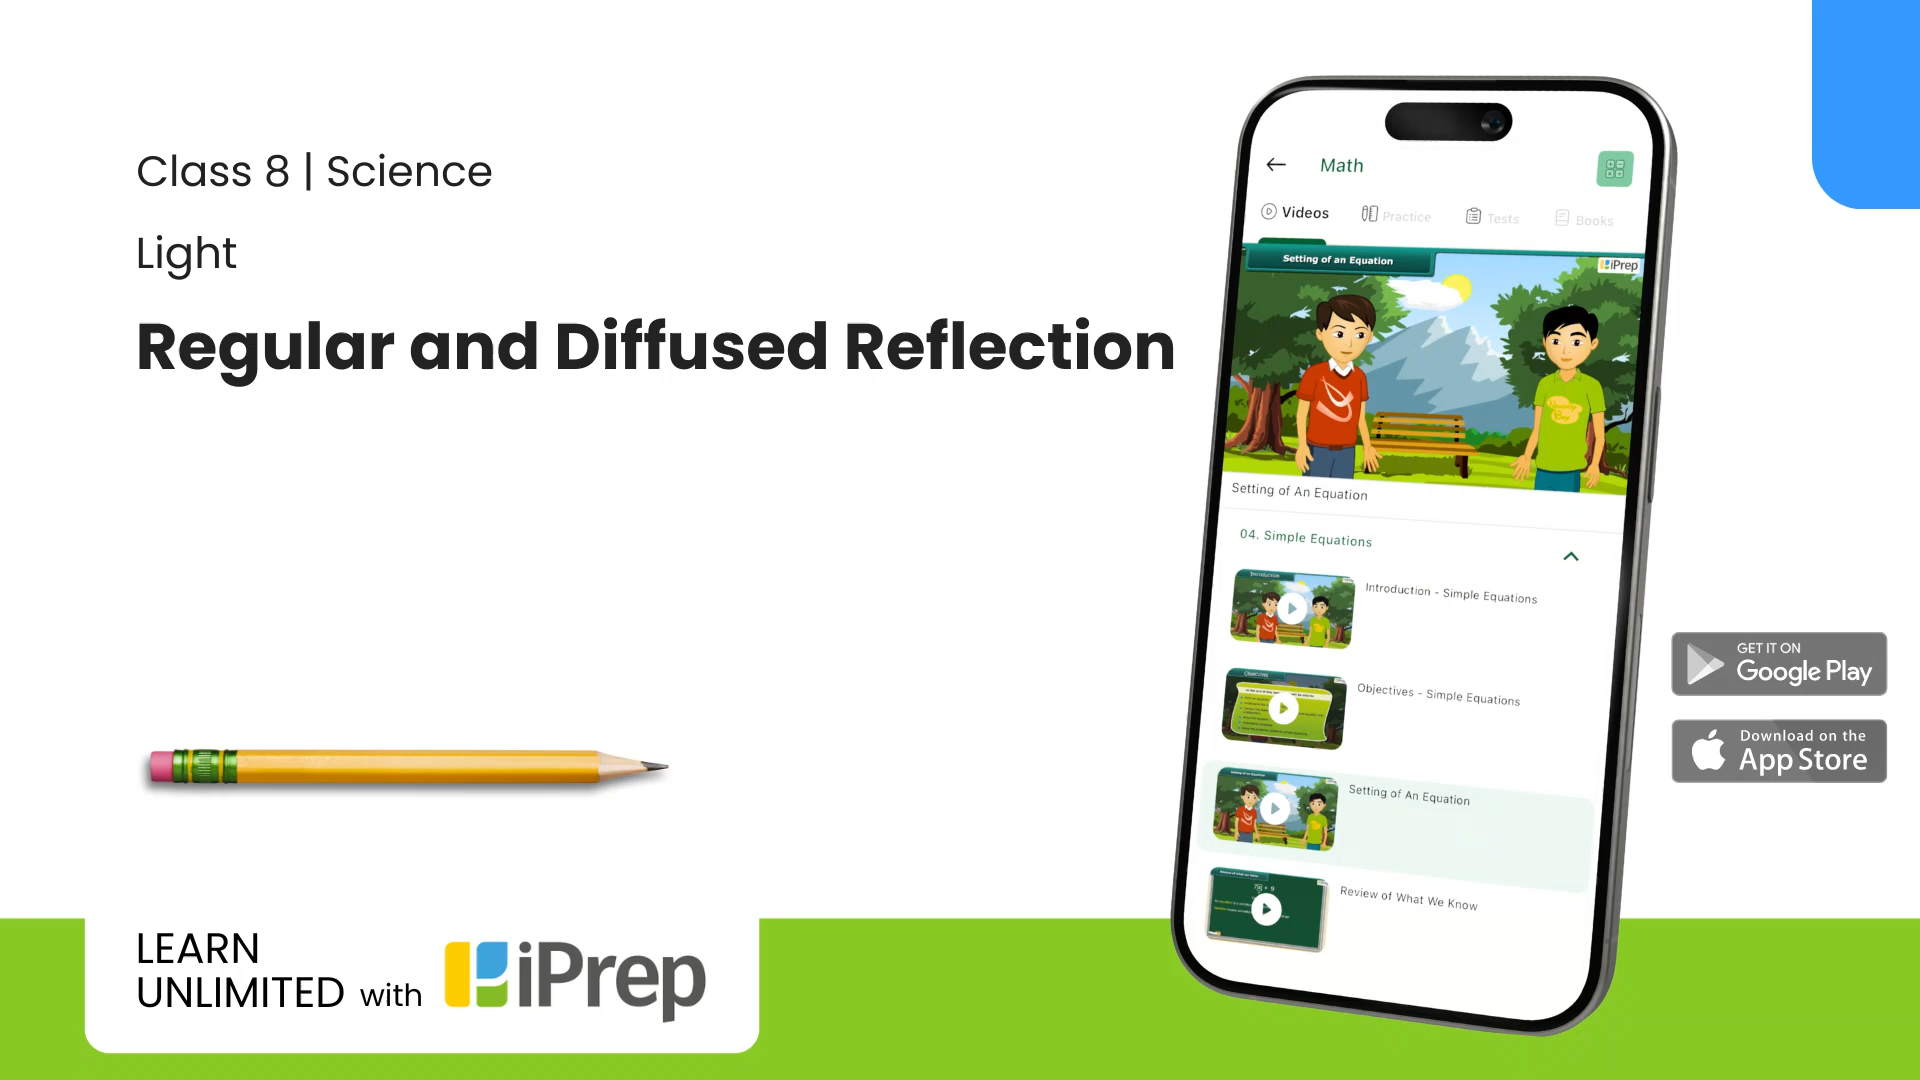 Class 8 | Science
Light
Regular and Diffused Reflection
LEARN
UNLIMITED with iPrep
Math
Videos
Practice
Tests
Books
Setting of an Equation
iPrep
Setting of An Equation
04. Simple Equations
Introduction
Introduction - Simple Equations
Objectives
Objectives - Simple Equations
Setting of An Equation
Review of What We Know
GET IT ON
Google Play
Download on the
App Store